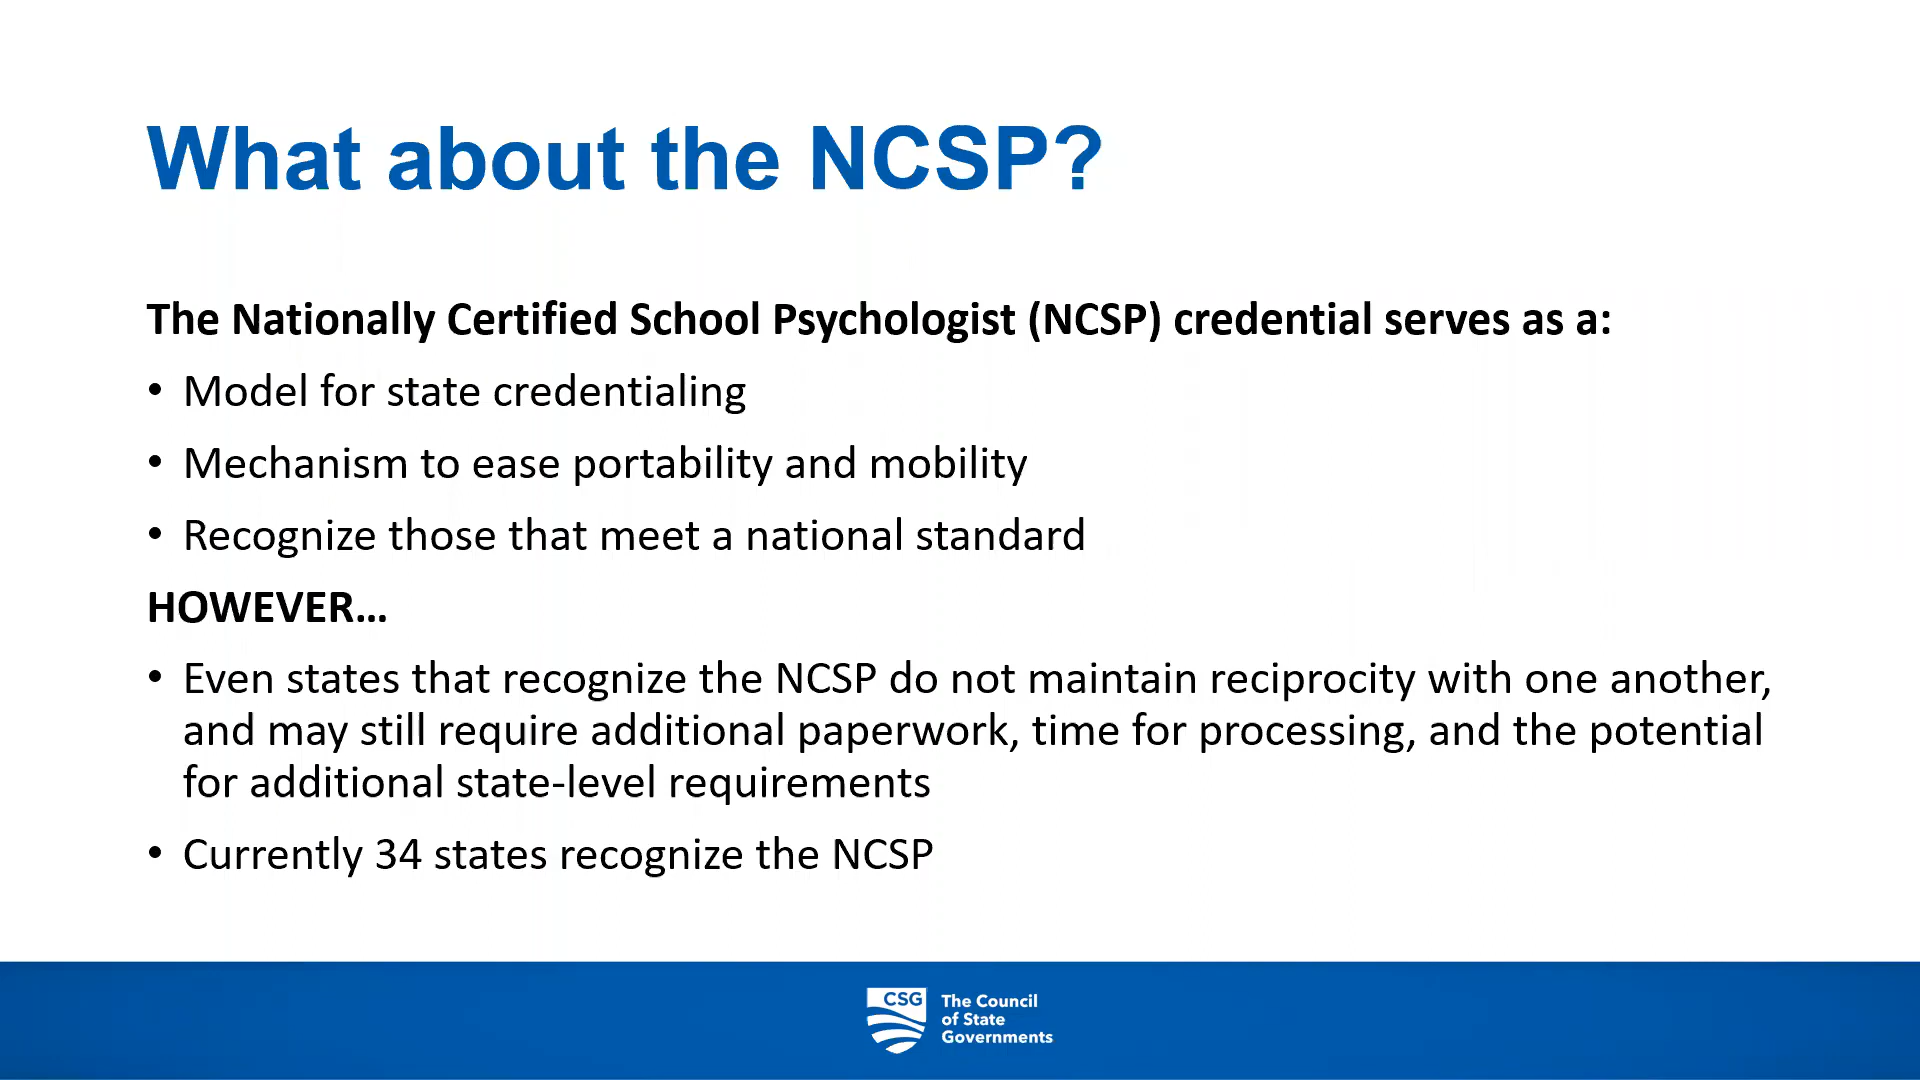 What about the NCSP?
The Nationally Certified School Psychologist (NCSP) credential serves as a:
• Model for state credentialing
• Mechanism to ease portability and mobility
• Recognize those that meet a national standard
HOWEVER…
• Even states that recognize the NCSP do not maintain reciprocity with one another,
and may still require additional paperwork, time for processing, and the potential
for additional state-level requirements
• Currently 34 states recognize the NCSP
CSG
The Council
of State
Governments